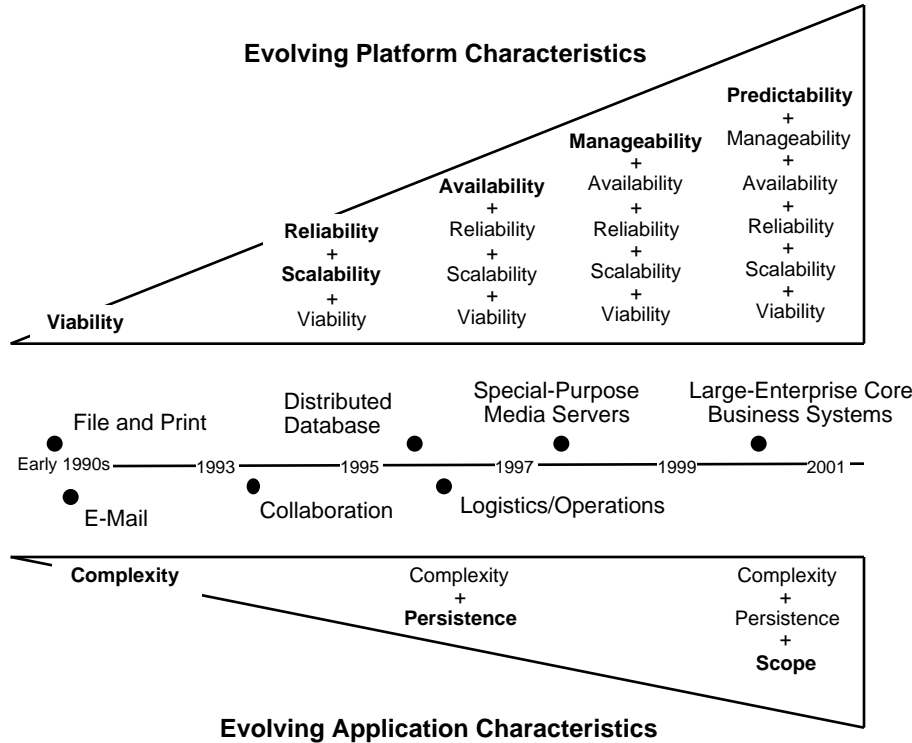 Evolving Platform Characteristics
Viability
Reliability
+
Scalability
+
Viability
Availability
+
Reliability
+
Scalability
+
Viability
Manageability
+
Availability
+
Reliability
+
Scalability
+
Viability
Predictability
+
Manageability
+
Availability
+
Reliability
+
Scalability
+
Viability
File and Print
Distributed
Database
Special-Purpose
Media Servers
Large-Enterprise Core
Business Systems
Early 1990s 1993 1995 1997 1999 2001
E-Mail
Collaboration
Logistics/Operations
Complexity
Complexity
+
Persistence
Complexity
+
Persistence
+
Scope
Evolving Application Characteristics